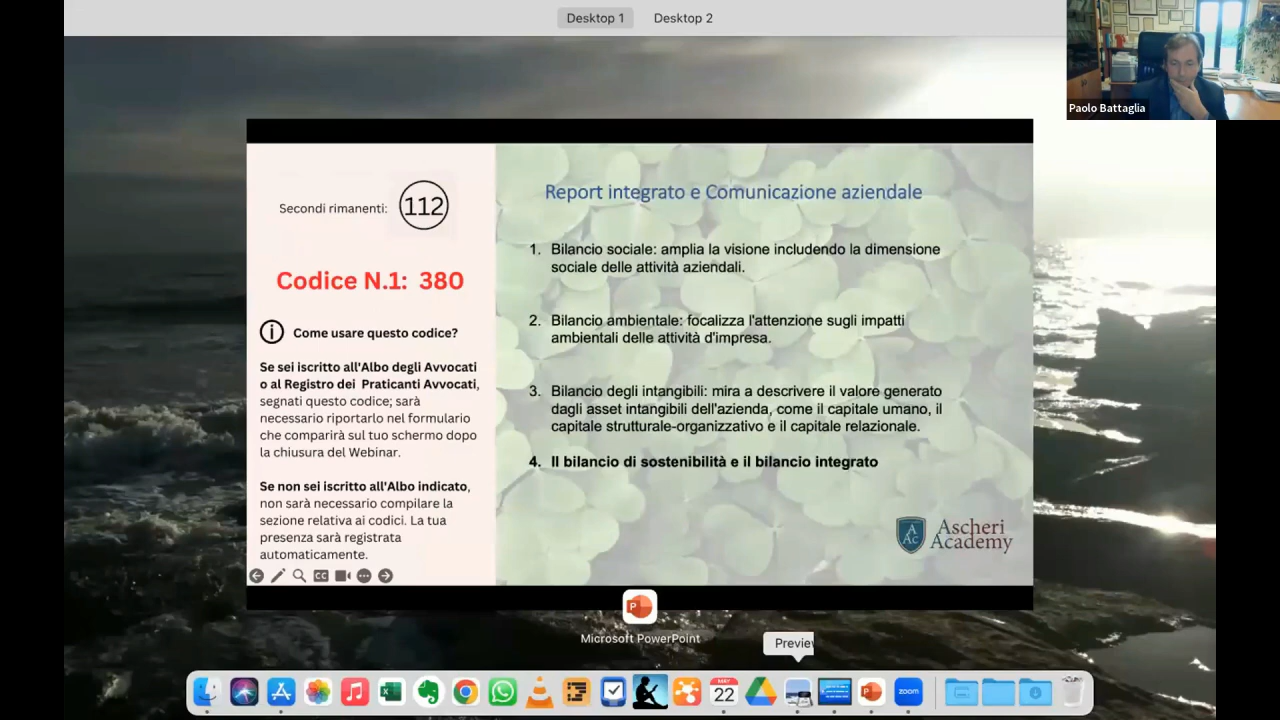 Desktop 1
Desktop 2
Paolo Battaglia
Secondi rimanenti:
112
Codice N.1: 380
Come usare questo codice?
Se sei iscritto all'Albo degli Avvocati
o al Registro dei Praticanti Avvocati,
segnati questo codice; sarà
necessario riportarlo nel formulario
che comparirà sul tuo schermo dopo
la chiusura del Webinar.
Se non sei iscritto all'Albo indicato,
non sarà necessario compilare la
sezione relativa ai codici. La tua
presenza sarà registrata
automaticamente.
Report integrato e Comunicazione aziendale
1. Bilancio sociale: amplia la visione includendo la dimensione
sociale delle attività aziendali.
2. Bilancio ambientale: focalizza l'attenzione sugli impatti
ambientali delle attività d'impresa.
3. Bilancio degli intangibili: mira a descrivere il valore generato
dagli asset intangibili dell'azienda, come il capitale umano, il
capitale strutturale-organizzativo e il capitale relazionale.
4. Il bilancio di sostenibilità e il bilancio integrato
A
Ac
Ascheri
Academy
CC
P
Microsoft PowerPoint
Preview
MAY
22
zoom